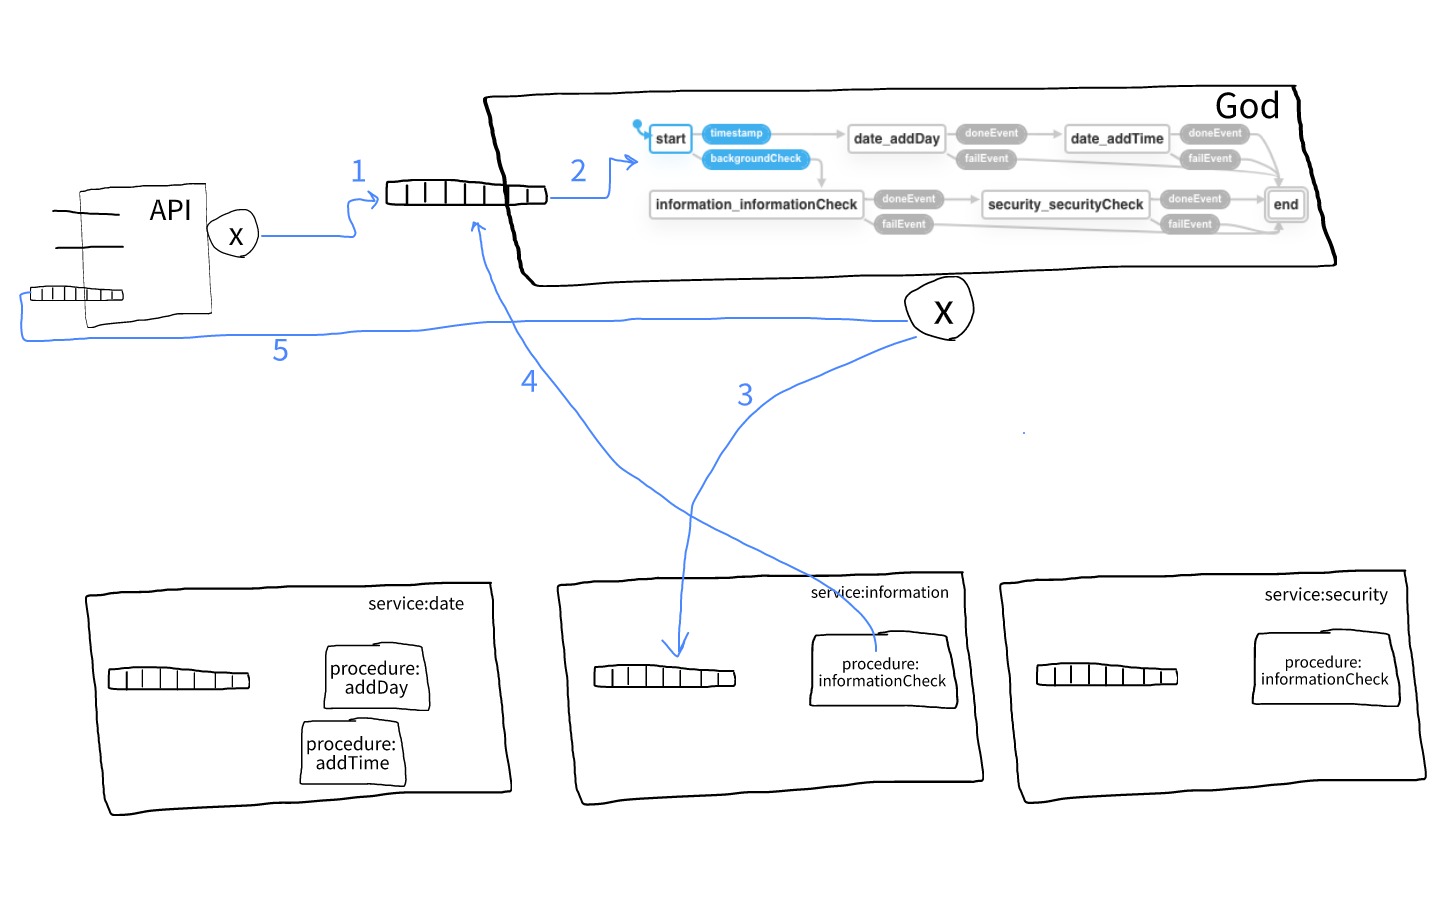 God
start
timestamp
date_addDay
doneEvent
date_addTime
doneEvent
backgroundCheck
failEvent
failEvent
information_informationCheck
doneEvent
security_securityCheck
doneEvent
end
failEvent
failEvent
1
2
API
X
X
5
4
3
service:date
procedure:
addDay
procedure:
addTime
service:information
procedure:
informationCheck
service:security
procedure:
informationCheck